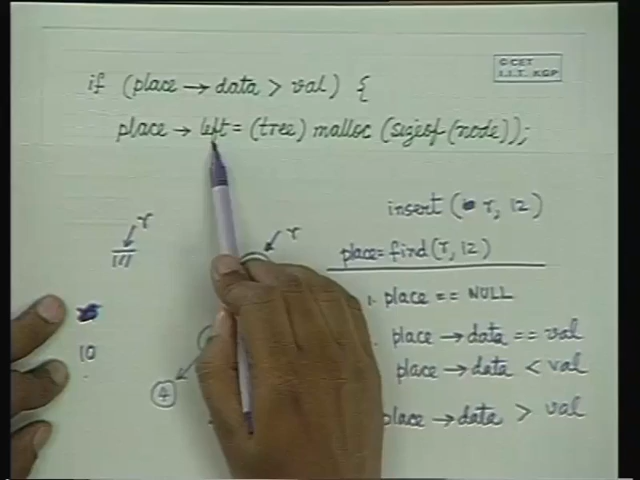 © CET
I.I.T. KGP
if (place → data > val) {
place → left = (tree) malloc (sizeof (node));
insert ( r, 12)
r
r
place = find (r, 12)
1. place == NULL
place → data == val
10
place → data < val
4
place → data > val